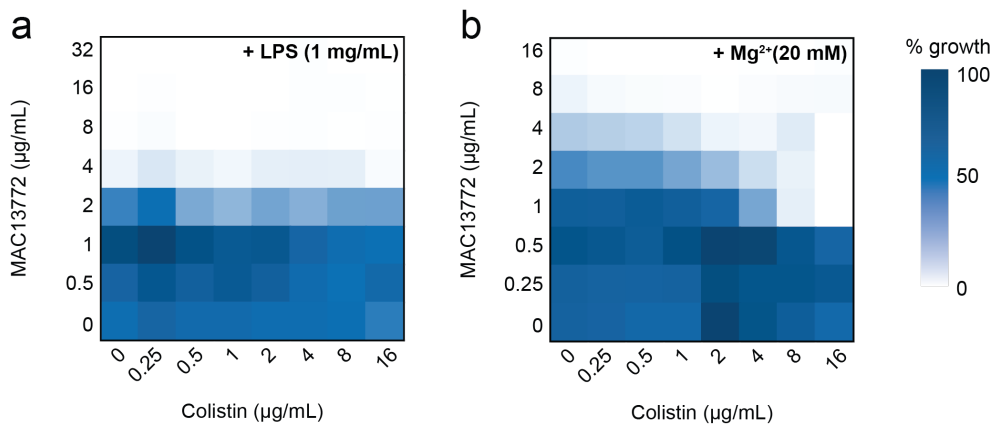 a
+ LPS (1 mg/mL)
MAC13772 (µg/mL)
32
16
8
4
2
1
0.5
0
0 0.25 0.5 1 2 4 8 16
Colistin (µg/mL)
b
+ Mg²⁺(20 mM)
MAC13772 (µg/mL)
16
8
4
2
1
0.5
0.25
0
0 0.25 0.5 1 2 4 8 16
Colistin (µg/mL)
% growth
100
50
0